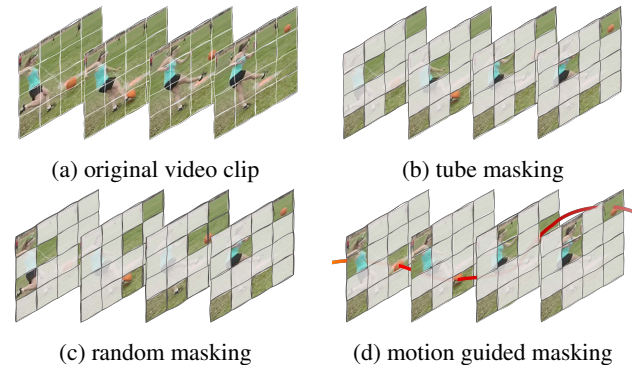 (a) original video clip
(b) tube masking
(c) random masking
(d) motion guided masking